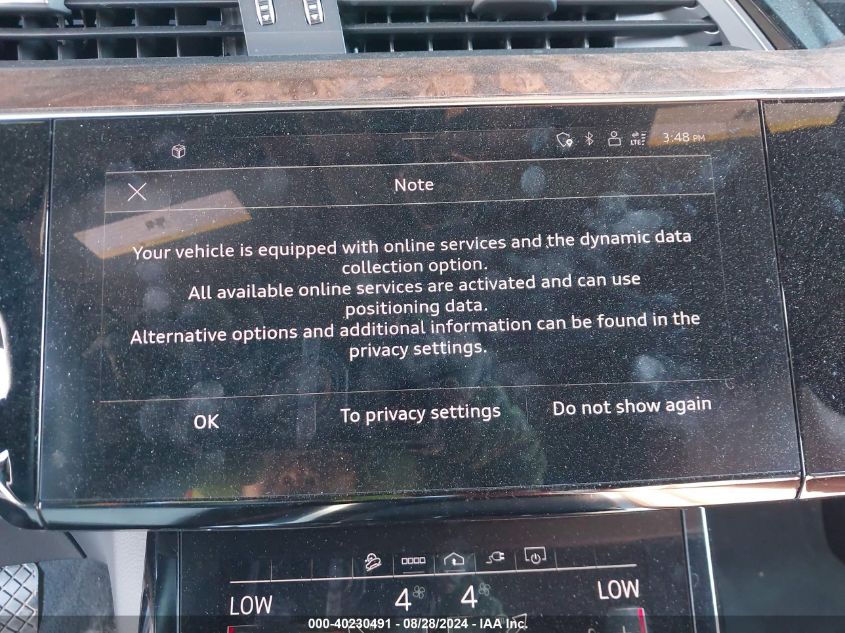 LTE 3:48 PM
Note
Your vehicle is equipped with online services and the dynamic data
collection option.
All available online services are activated and can use
positioning data.
Alternative options and additional information can be found in the
privacy settings.
OK To privacy settings Do not show again
LOW 4 4 LOW
000-40230491 - 08/28/2024 - IAA Inc.